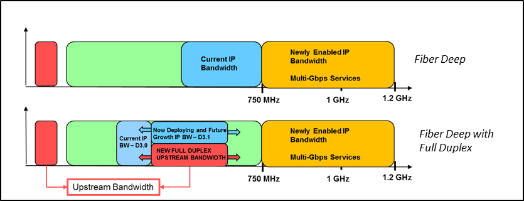 Current IP
Bandwidth
Newly Enabled IP
Bandwidth
Multi-Gbps Services
Fiber Deep
750 MHz
1 GHz
1.2 GHz
Current IP
BW – D3.0
Now Deploying and Future
Growth IP BW – D3.1
NEW FULL DUPLEX
UPSTREAM BANDWIDTH
Newly Enabled IP
Bandwidth
Multi-Gbps Services
Fiber Deep with
Full Duplex
750 MHz
1 GHz
1.2 GHz
Upstream Bandwidth